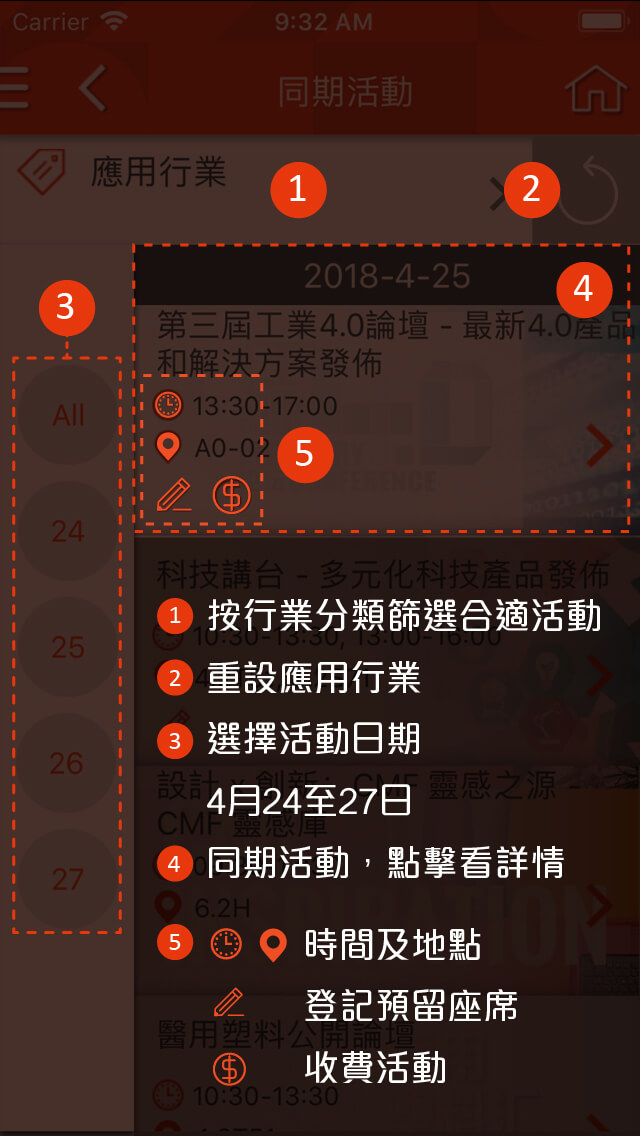 Carrier
9:32 AM
同期活動
應用行業
1
2
2018-4-25
4
3
第三屆工業4.0論壇 - 最新4.0產品
和解決方案發佈
All
13:30-17:00
A0-02
5
24
科技講台 - 多元化科技產品發佈
1 按行業分類篩選合適活動
10:30-13:30, 13:00-16:00
25
2 重設應用行業
3 選擇活動日期
26
設計 x 創新：CMF 靈感之源
4月24至27日
CMF 靈感庫
4 同期活動，點擊看詳情
27
6.2H
5 時間及地點
登記預留座席
醫用塑料公開論壇
收費活動
10:30-13:30